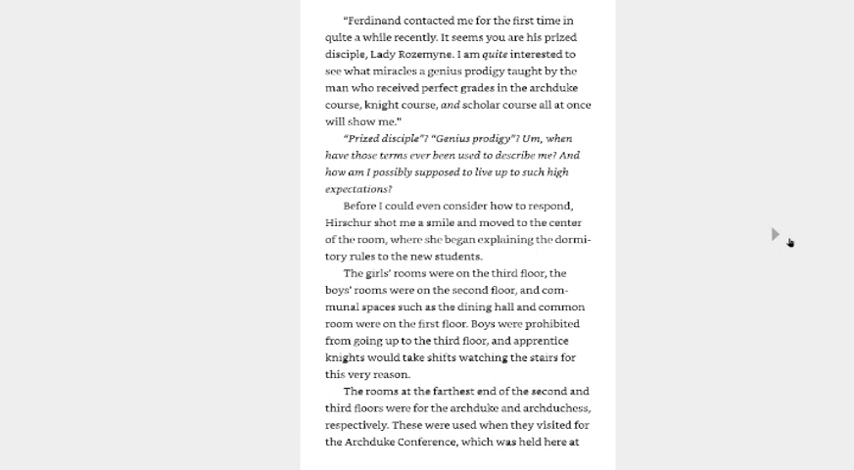 “Ferdinand contacted me for the first time in
quite a while recently. It seems you are his prized
disciple, Lady Rozemyne. I am quite interested to
see what miracles a genius prodigy taught by the
man who received perfect grades in the archduke
course, knight course, and scholar course all at once
will show me.”
“Prized disciple”? “Genius prodigy”? Um, when
have those terms ever been used to describe me? And
how am I possibly supposed to live up to such high
expectations?
Before I could even consider how to respond,
Hirschur shot me a smile and moved to the center
of the room, where she began explaining the dormi-
tory rules to the new students.
The girls’ rooms were on the third floor, the
boys’ rooms were on the second floor, and com-
munal spaces such as the dining hall and common
room were on the first floor. Boys were prohibited
from going up to the third floor, and apprentice
knights would take shifts watching the stairs for
this very reason.
The rooms at the farthest end of the second and
third floors were for the archduke and archduchess,
respectively. These were used when they visited for
the Archduke Conference, which was held here at